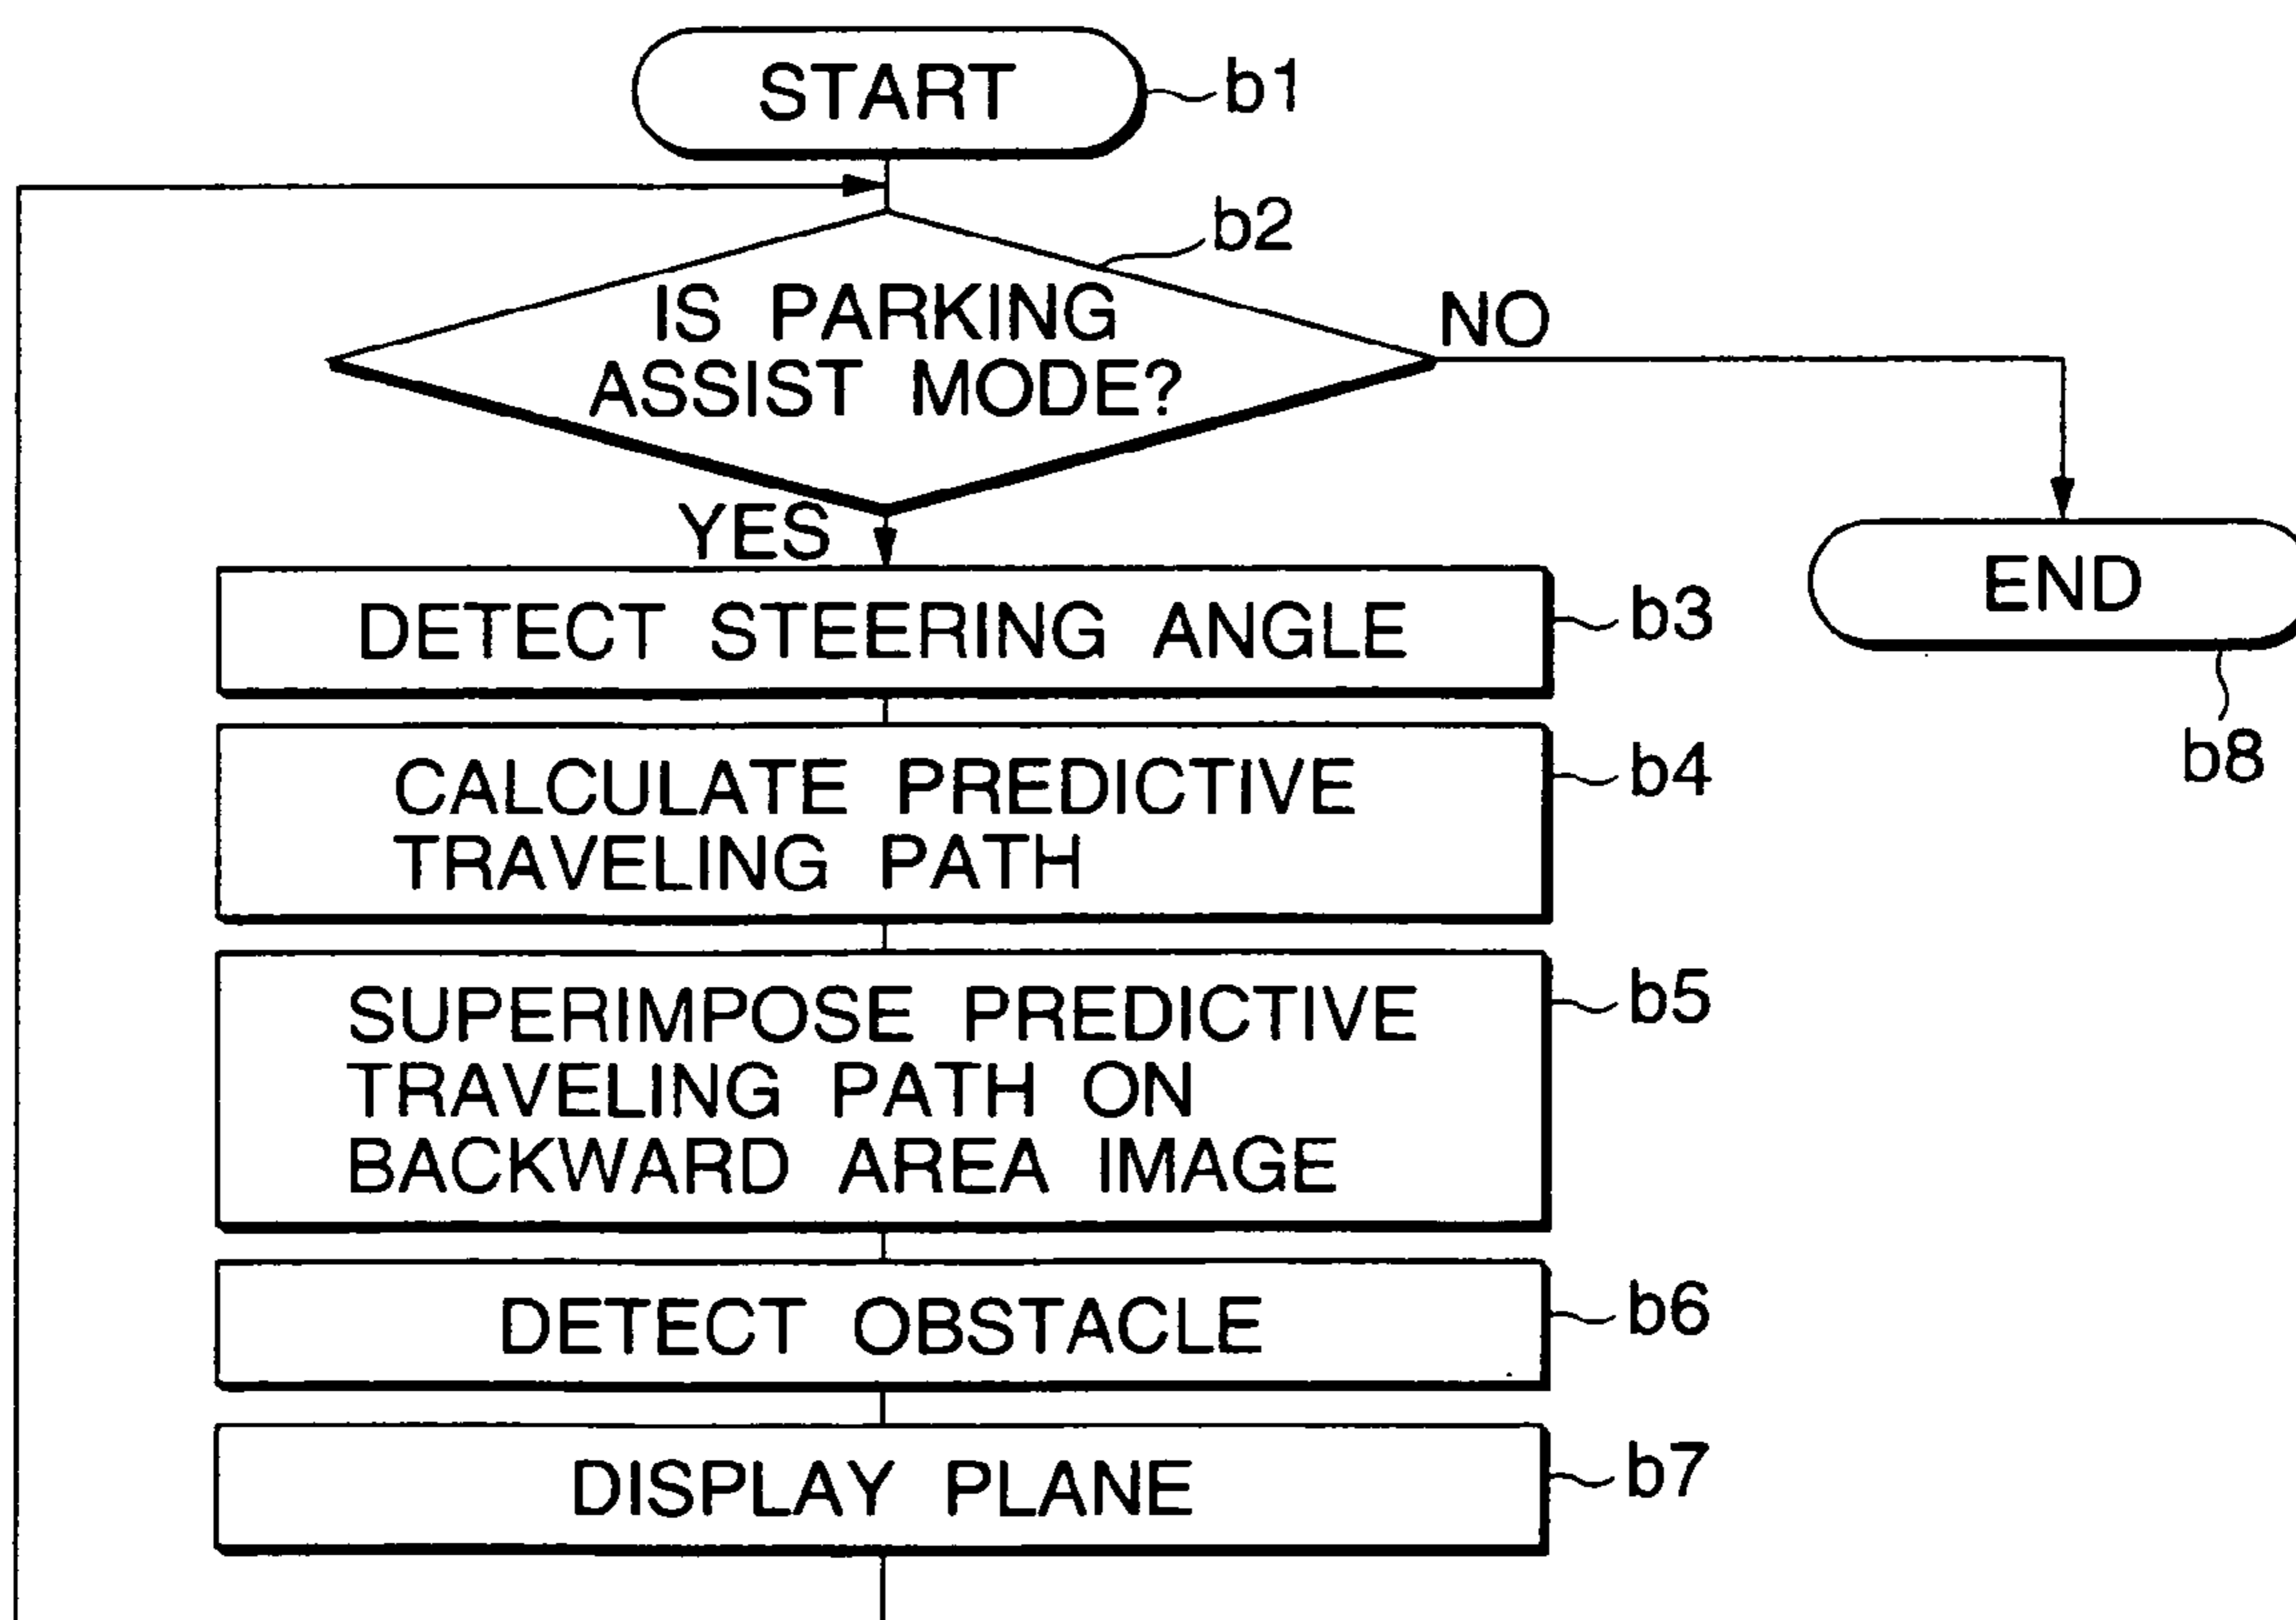 START
b1
b2
IS PARKING
ASSIST MODE?
NO
YES
END
b8
DETECT STEERING ANGLE
b3
CALCULATE PREDICTIVE
TRAVELING PATH
b4
SUPERIMPOSE PREDICTIVE
TRAVELING PATH ON
BACKWARD AREA IMAGE
b5
DETECT OBSTACLE
b6
DISPLAY PLANE
b7